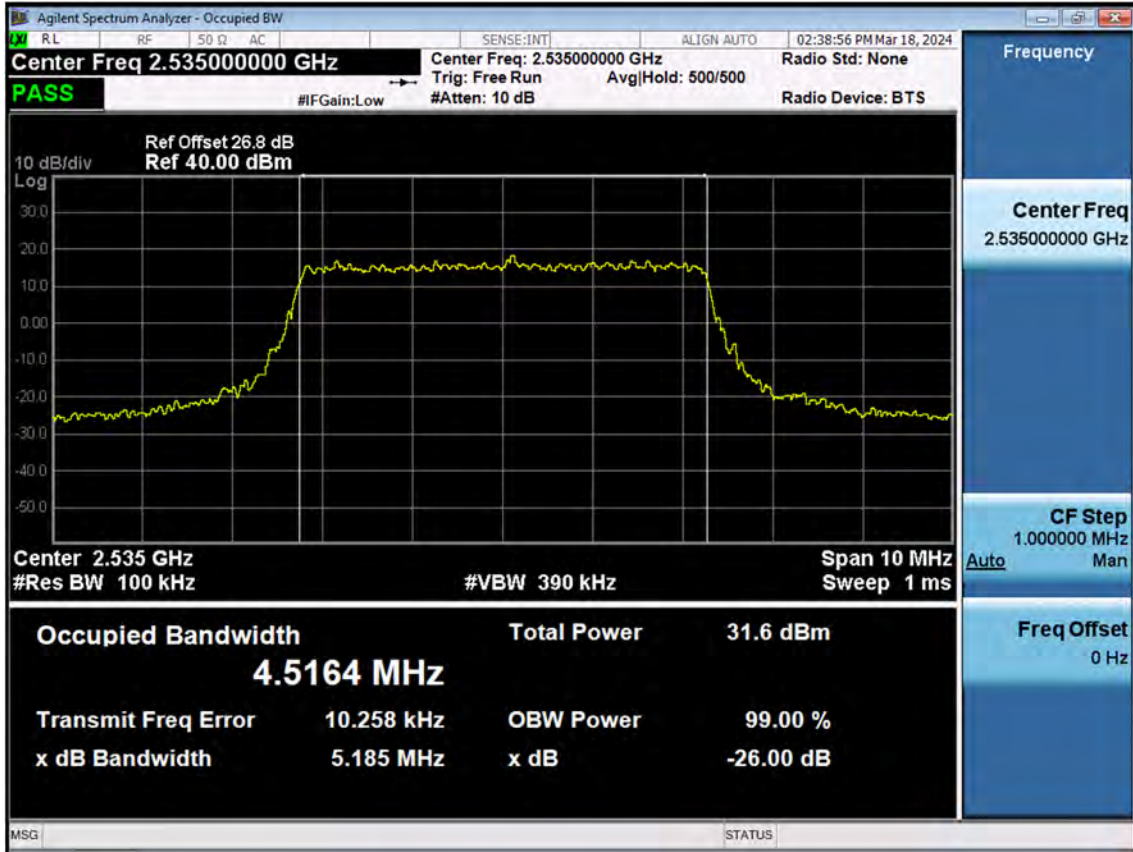 Agilent Spectrum Analyzer - Occupied BW
LXI RL RF 50 Ω AC SENSE:INT ALIGN AUTO 02:38:56 PM Mar 18, 2024
Center Freq 2.535000000 GHz
Center Freq: 2.535000000 GHz
Radio Std: None
Trig: Free Run Avg|Hold: 500/500
PASS
#IFGain:Low
#Atten: 10 dB
Radio Device: BTS
Ref Offset 26.8 dB
10 dB/div Ref 40.00 dBm
Log
30.0
20.0
10.0
0.00
-10.0
-20.0
-30.0
-40.0
-50.0
Center 2.535 GHz Span 10 MHz
#Res BW 100 kHz #VBW 390 kHz Sweep 1 ms
Occupied Bandwidth Total Power 31.6 dBm
4.5164 MHz
Transmit Freq Error 10.258 kHz OBW Power 99.00 %
x dB Bandwidth 5.185 MHz x dB -26.00 dB
MSG STATUS
Frequency
Center Freq
2.535000000 GHz
CF Step
1.000000 MHz
Auto Man
Freq Offset
0 Hz